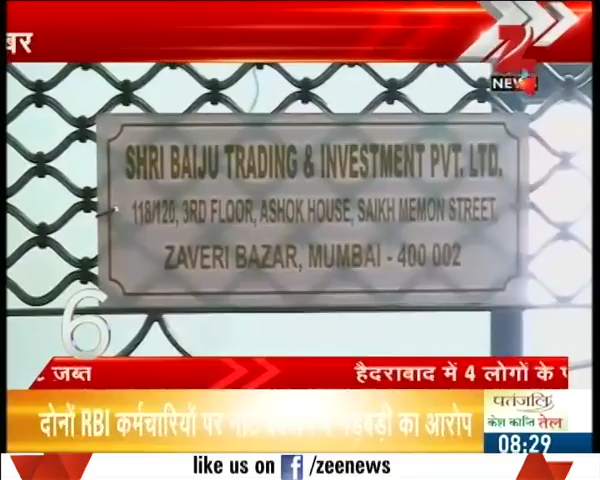 बर
NEWS
SHRI BAIJU TRADING & INVESTMENT PVT. LTD.
118/120, 3RD FLOOR, ASHOK HOUSE, SAIKH MEMON STREET,
ZAVERI BAZAR, MUMBAI - 400 002
6
जब्त हैदराबाद में 4 लोगों के
दोनों RBI कर्मचारियों पर का आरोप
पतंजलि
केश कान्ति तेल
08:29
like us on f/zeenews